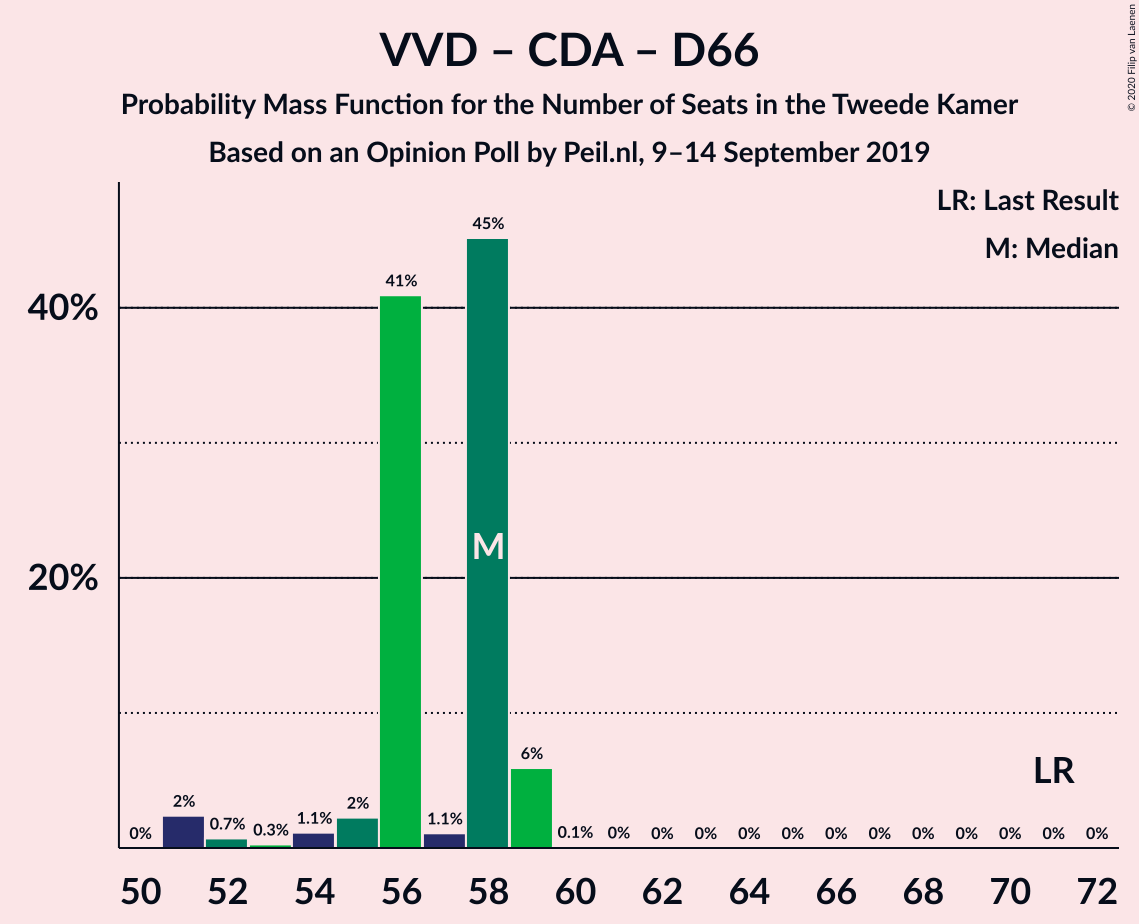 VVD – CDA – D66
Probability Mass Function for the Number of Seats in the Tweede Kamer
Based on an Opinion Poll by Peil.nl, 9–14 September 2019
© 2020 Filip van Laenen
LR: Last Result
M: Median
40%
20%
0% 2% 0.7% 0.3% 1.1% 2% 41% 1.1% 45% 6% 0.1% 0% 0% 0% 0% 0% 0% 0% 0% 0% 0% 0% 0%
M
LR
50 52 54 56 58 60 62 64 66 68 70 72